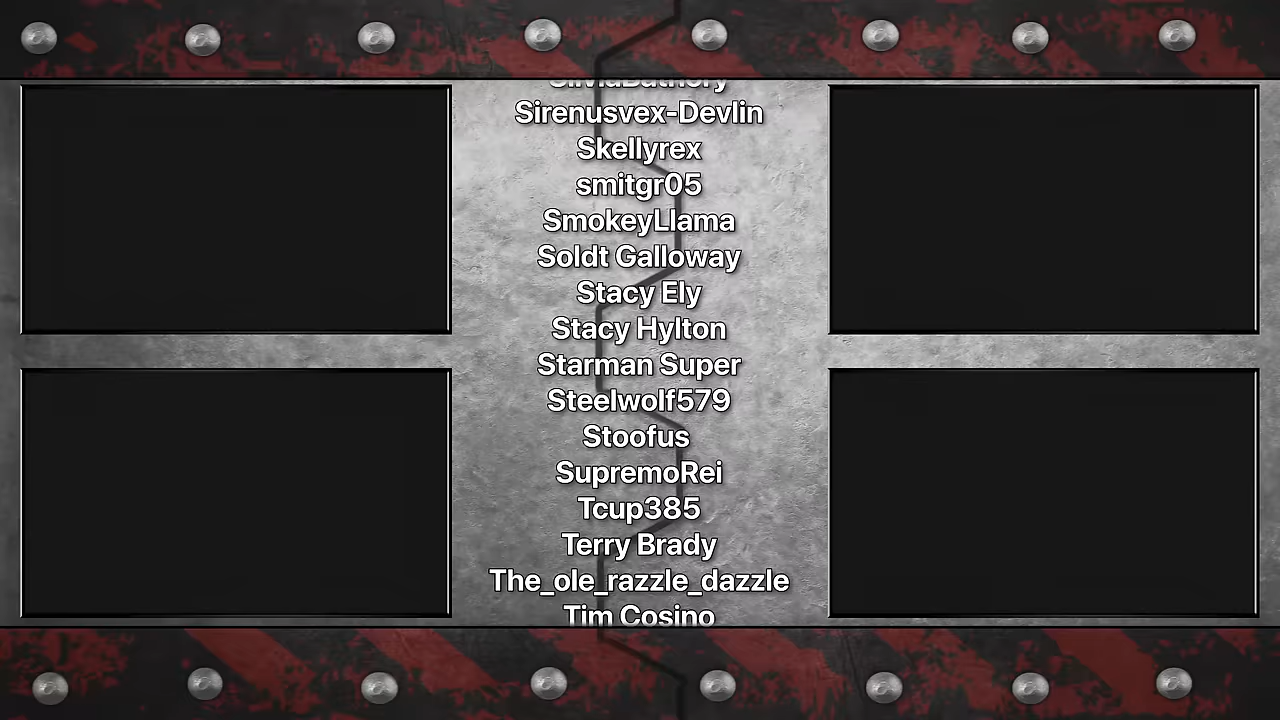 Sirenusvex-Devlin
Skellyrex
smitgr05
SmokeyLlama
Soldt Galloway
Stacy Ely
Stacy Hylton
Starman Super
Steelwolf579
Stoofus
SupremoRei
Tcup385
Terry Brady
The_ole_razzle_dazzle
Tim Cosino